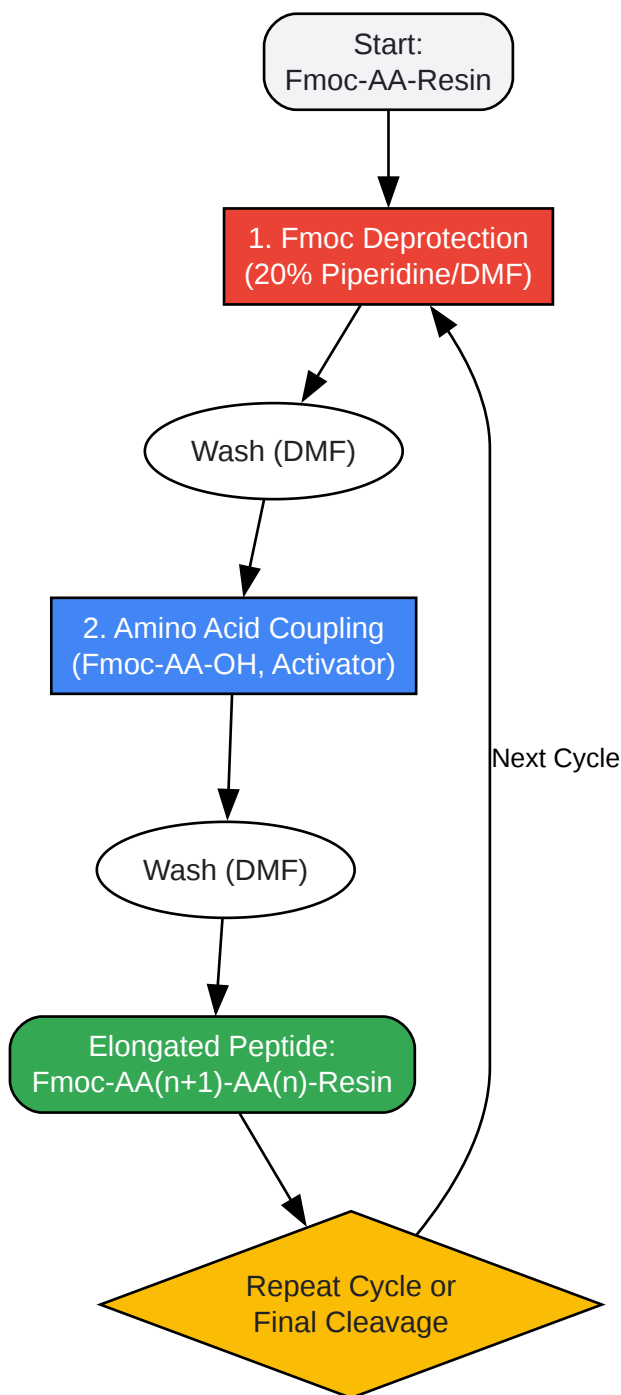 Start:
Fmoc-AA-Resin
1. Fmoc Deprotection
(20% Piperidine/DMF)
Wash (DMF)
2. Amino Acid Coupling
(Fmoc-AA-OH, Activator)
Next Cycle
Wash (DMF)
Elongated Peptide:
Fmoc-AA(n+1)-AA(n)-Resin
Repeat Cycle or
Final Cleavage